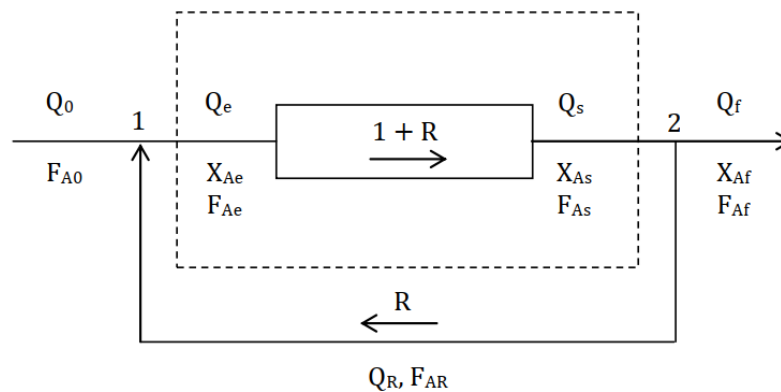 Q₀ 1 Qₑ 1 + R Qₛ 2 Q_f
F_A0 X_Ae X_As X_Af
F_Ae F_As F_Af
R
Q_R, F_AR